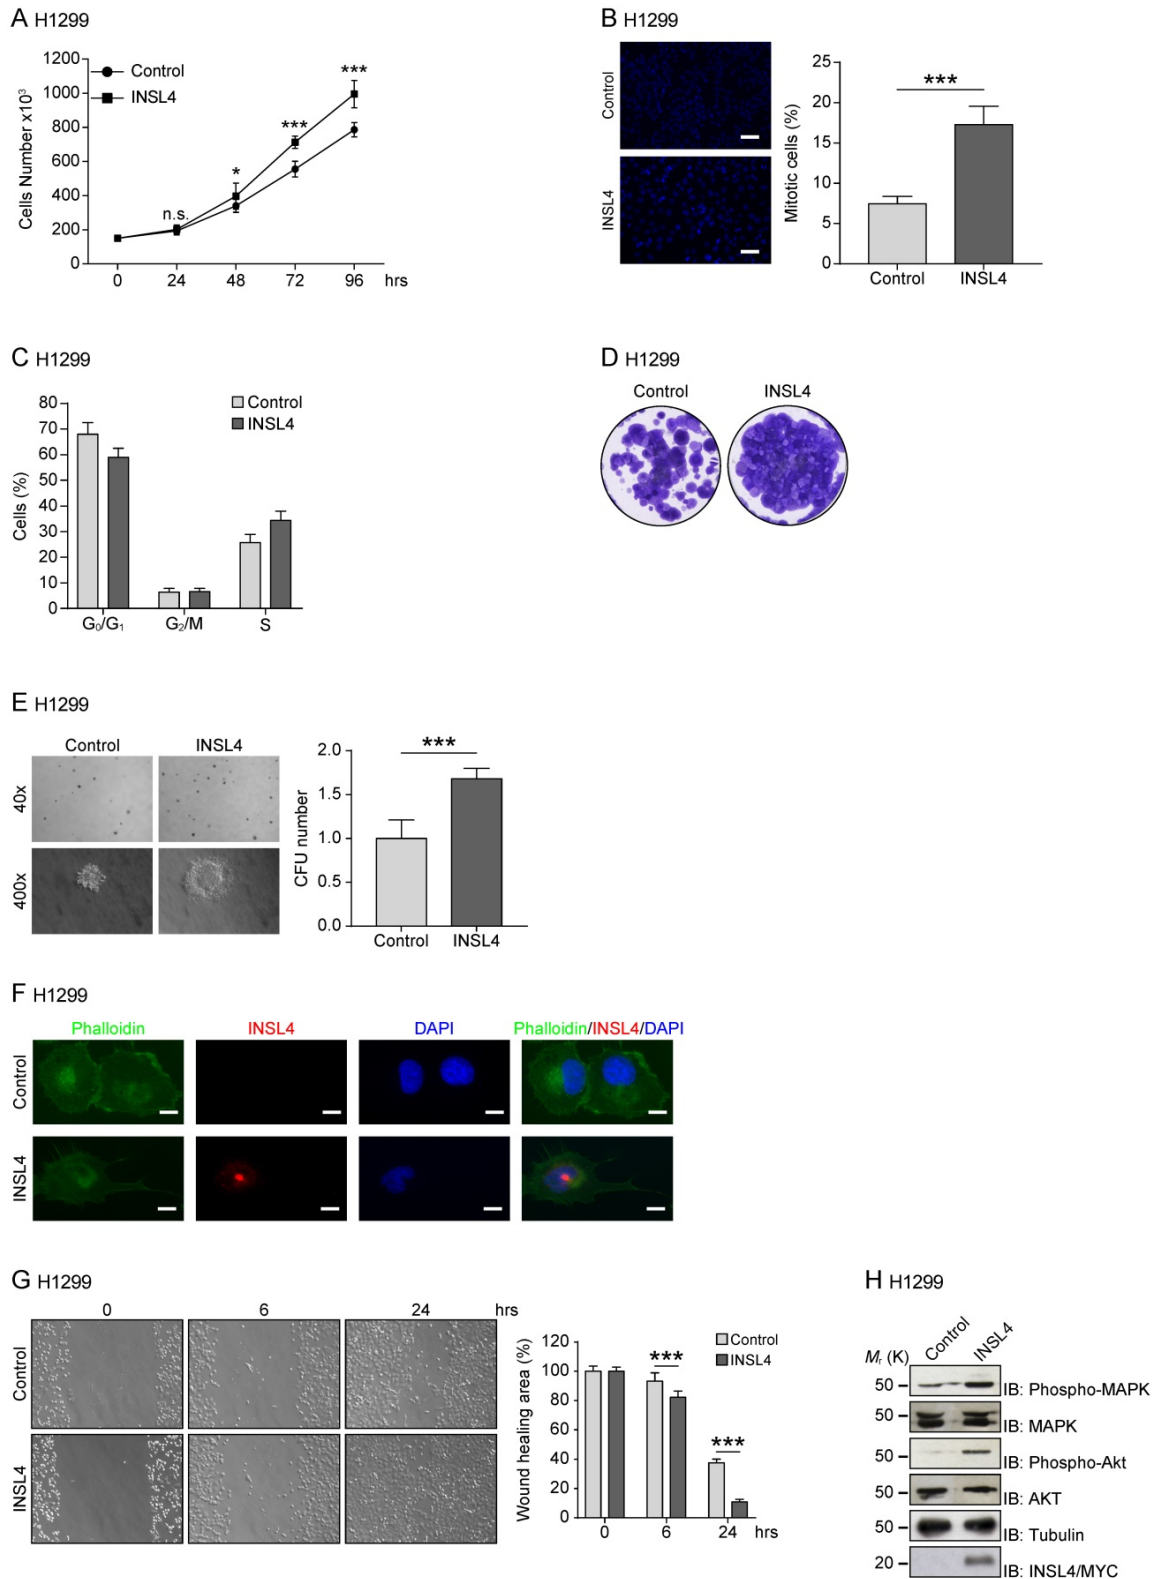 A H1299
1200
1000
800
600
400
200
0
Cells Number x10³
Control
INSL4
n.s.
*
***
***
0 24 48 72 96 hrs
B H1299
Control
INSL4
25
20
15
10
5
0
Mitotic cells (%)
***
Control INSL4
C H1299
80
70
60
50
40
30
20
10
0
Cells (%)
Control
INSL4
G₀/G₁ G₂/M S
D H1299
Control INSL4
E H1299
Control INSL4
40x
400x
2.0
1.5
1.0
0.5
0.0
CFU number
***
Control INSL4
F H1299
Phalloidin INSL4 DAPI Phalloidin/INSL4/DAPI
Control
INSL4
G H1299
0 6 24 hrs
Control
INSL4
120
100
80
60
40
20
0
Wound healing area (%)
Control
INSL4
***
***
0 6 24 hrs
H H1299
Mr (K) Control INSL4
50 IB: Phospho-MAPK
50 IB: MAPK
50 IB: Phospho-Akt
50 IB: AKT
50 IB: Tubulin
20 IB: INSL4/MYC